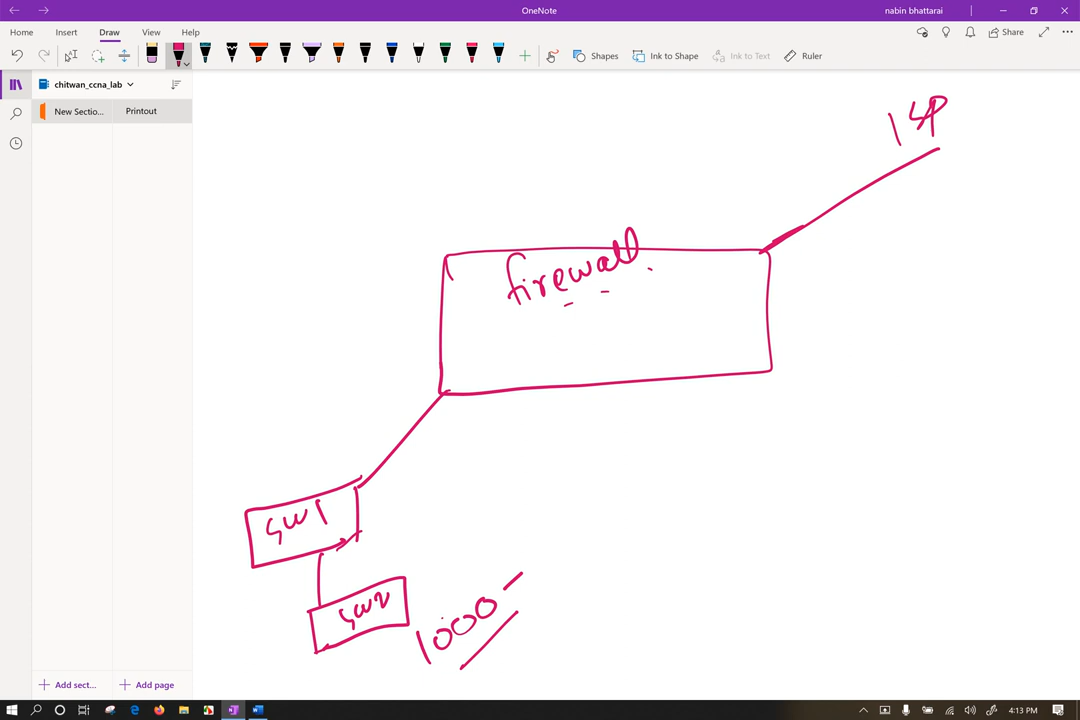 OneNote
nabin bhattarai
Home
Insert
Draw
View
Help
Share
Shapes
Ink to Shape
Ink to Text
Ruler
chitwan_ccna_lab
New Sectio...
Printout
ISP
firewall
SW1
SW2
1000
Add sect...
Add page
4:13 PM